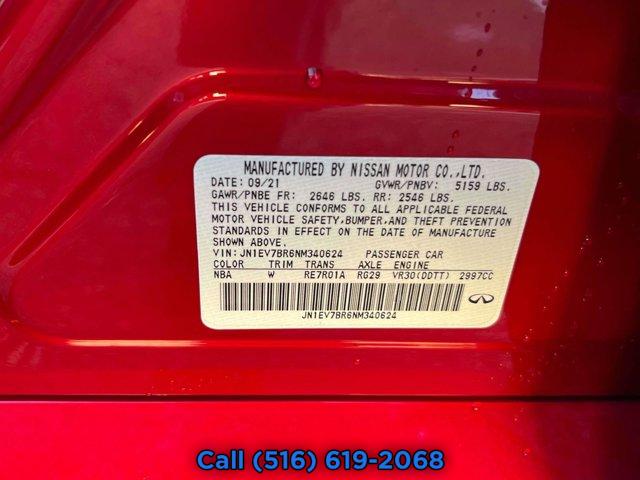 MANUFACTURED BY NISSAN MOTOR CO.,LTD.
DATE: 09/21 GVWR/PNBV: 5159 LBS.
GAWR/PNBE FR: 2646 LBS. RR: 2546 LBS.
THIS VEHICLE CONFORMS TO ALL APPLICABLE FEDERAL
MOTOR VEHICLE SAFETY,BUMPER,AND THEFT PREVENTION
STANDARDS IN EFFECT ON THE DATE OF MANUFACTURE
SHOWN ABOVE.
VIN: JN1EV7BR6NM340624 PASSENGER CAR
COLOR TRIM TRANS AXLE ENGINE
NBA W RE7R01A RG29 VR30(DDTT) 2997CC
JN1EV7BR6NM340624
Call (516) 619-2068